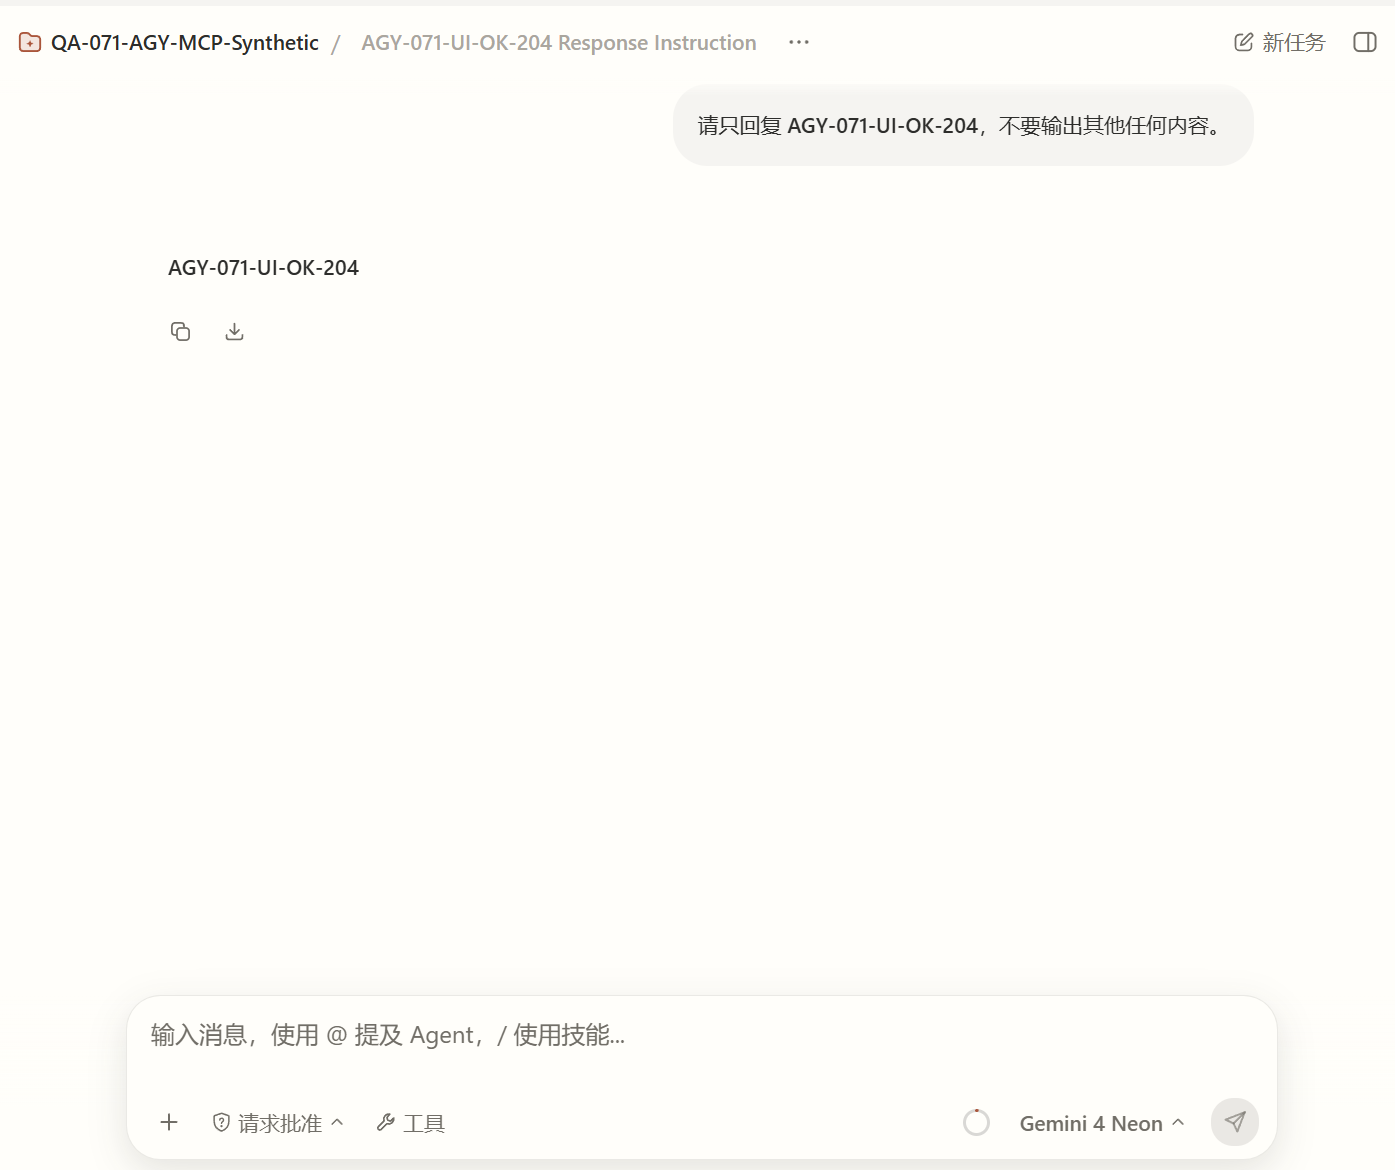 QA-071-AGY-MCP-Synthetic / AGY-071-UI-OK-204 Response Instruction ··· 新任务
请只回复 AGY-071-UI-OK-204，不要输出其他任何内容。
AGY-071-UI-OK-204
输入消息，使用 @ 提及 Agent，/ 使用技能...
请求批准 工具 Gemini 4 Neon